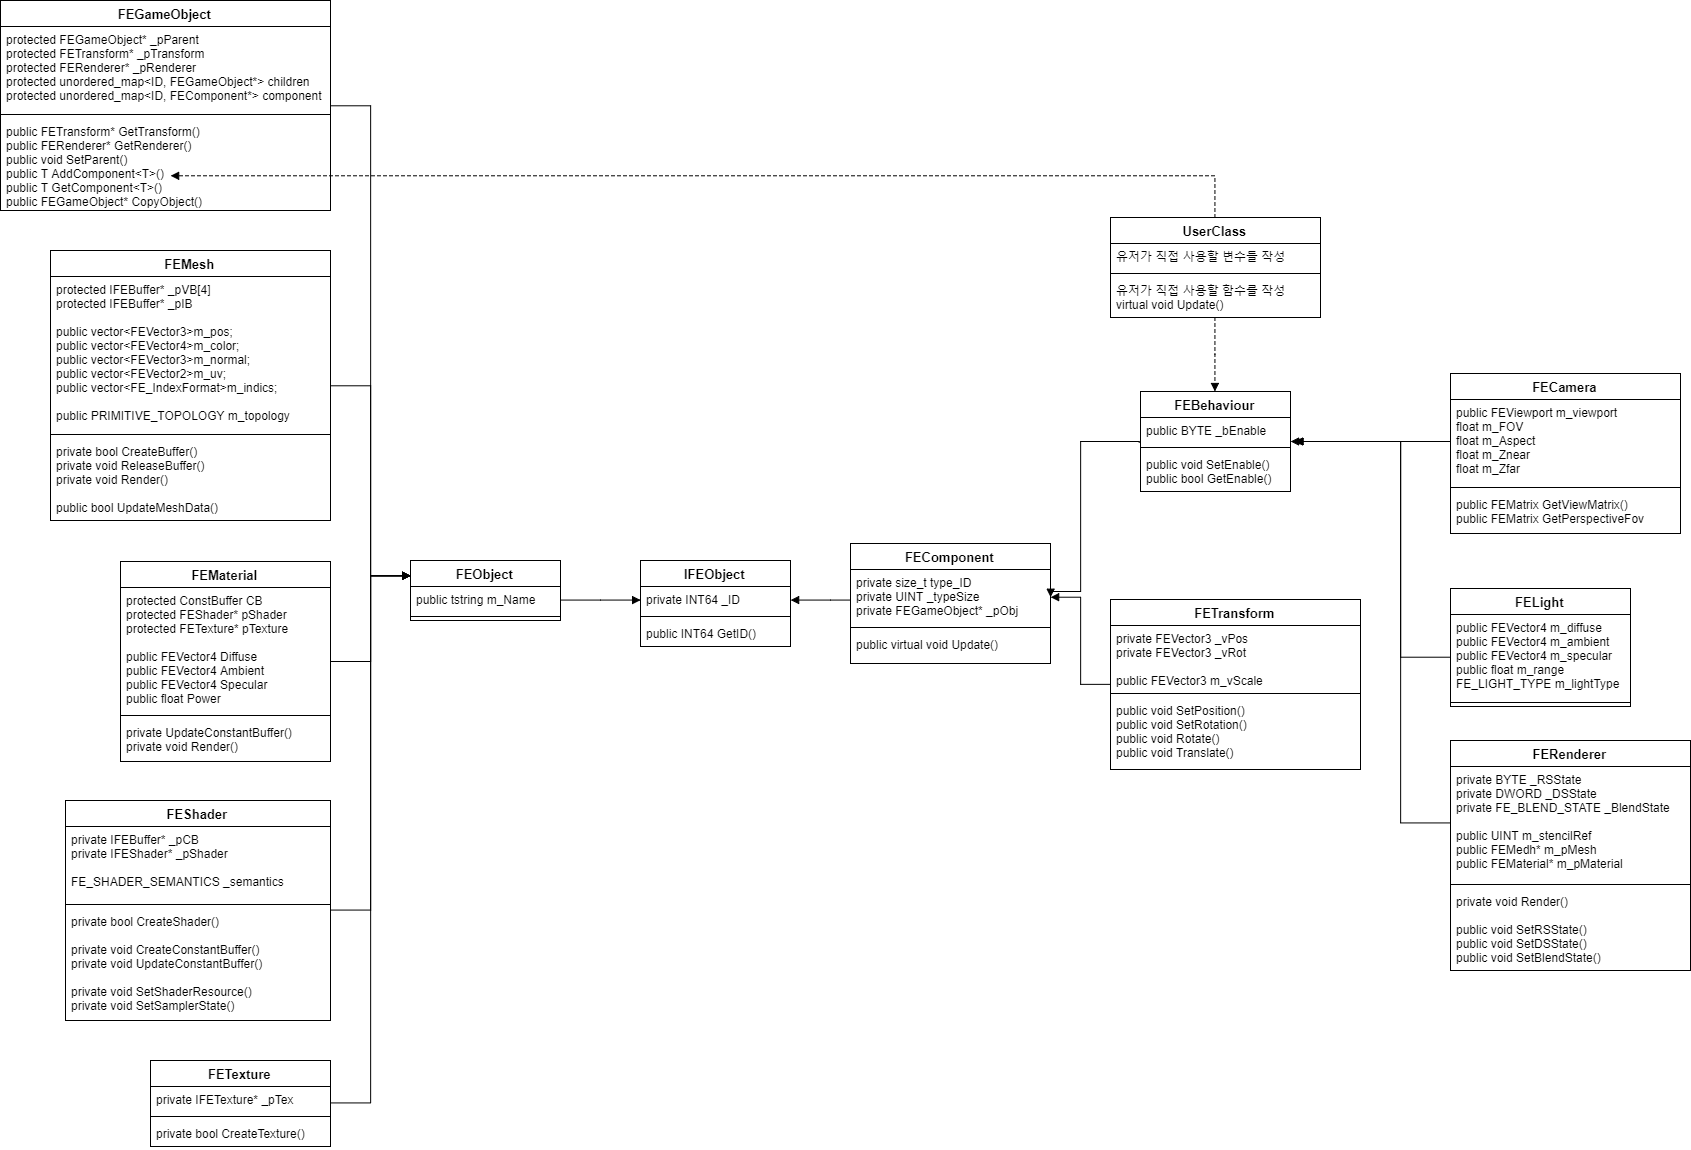 FEGameObject
protected FEGameObject* _pParent
protected FETransform* _pTransform
protected FERenderer* _pRenderer
protected unordered_map<ID, FEGameObject*> children
protected unordered_map<ID, FEComponent*> component
public FETransform* GetTransform()
public FERenderer* GetRenderer()
public void SetParent()
public T AddComponent<T>()
public T GetComponent<T>()
public FEGameObject* CopyObject()
FEMesh
protected IFEBuffer* _pVB[4]
protected IFEBuffer* _pIB
public vector<FEVector3>m_pos;
public vector<FEVector4>m_color;
public vector<FEVector3>m_normal;
public vector<FEVector2>m_uv;
public vector<FE_IndexFormat>m_indics;
public PRIMITIVE_TOPOLOGY m_topology
private bool CreateBuffer()
private void ReleaseBuffer()
private void Render()
public bool UpdateMeshData()
FEMaterial
protected ConstBuffer CB
protected FEShader* pShader
protected FETexture* pTexture
public FEVector4 Diffuse
public FEVector4 Ambient
public FEVector4 Specular
public float Power
private UpdateConstantBuffer()
private void Render()
FEShader
private IFEBuffer* _pCB
private IFEShader* _pShader
FE_SHADER_SEMANTICS _semantics
private bool CreateShader()
private void CreateConstantBuffer()
private void UpdateConstantBuffer()
private void SetShaderResource()
private void SetSamplerState()
FETexture
private IFETexture* _pTex
private bool CreateTexture()
FEObject
public tstring m_Name
IFEObject
private INT64 _ID
public INT64 GetID()
FEComponent
private size_t type_ID
private UINT _typeSize
private FEGameObject* _pObj
public virtual void Update()
UserClass
유저가 직접 사용할 변수를 작성
유저가 직접 사용할 함수를 작성
virtual void Update()
FEBehaviour
public BYTE _bEnable
public void SetEnable()
public bool GetEnable()
FETransform
private FEVector3 _vPos
private FEVector3 _vRot
public FEVector3 m_vScale
public void SetPosition()
public void SetRotation()
public void Rotate()
public void Translate()
FECamera
public FEViewport m_viewport
float m_FOV
float m_Aspect
float m_Znear
float m_Zfar
public FEMatrix GetViewMatrix()
public FEMatrix GetPerspectiveFov
FELight
public FEVector4 m_diffuse
public FEVector4 m_ambient
public FEVector4 m_specular
public float m_range
FE_LIGHT_TYPE m_lightType
FERenderer
private BYTE _RSState
private DWORD _DSState
private FE_BLEND_STATE _BlendState
public UINT m_stencilRef
public FEMedh* m_pMesh
public FEMaterial* m_pMaterial
private void Render()
public void SetRSState()
public void SetDSState()
public void SetBlendState()